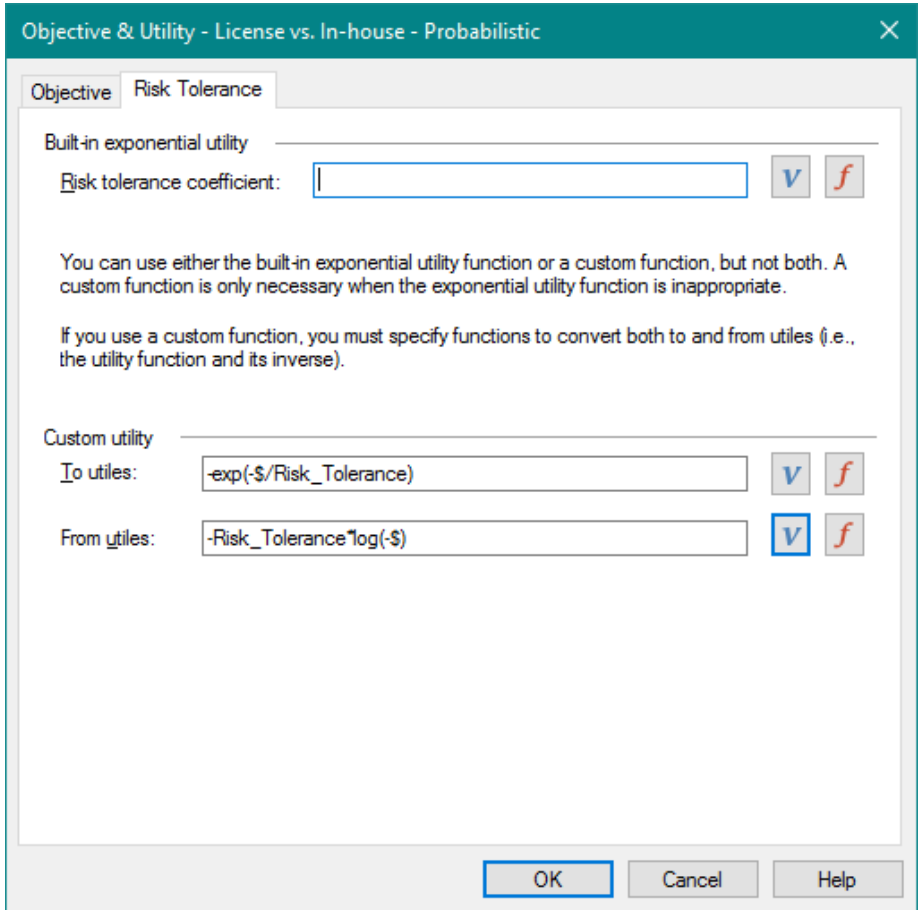 Objective & Utility - License vs. In-house - Probabilistic
Objective
Risk Tolerance
Built-in exponential utility
Risk tolerance coefficient:
V
f
You can use either the built-in exponential utility function or a custom function, but not both. A
custom function is only necessary when the exponential utility function is inappropriate.
If you use a custom function, you must specify functions to convert both to and from utiles (i.e.,
the utility function and its inverse).
Custom utility
To utiles:
-exp(-$/Risk_Tolerance)
V
f
From utiles:
-Risk_Tolerance*log(-$)
V
f
OK
Cancel
Help